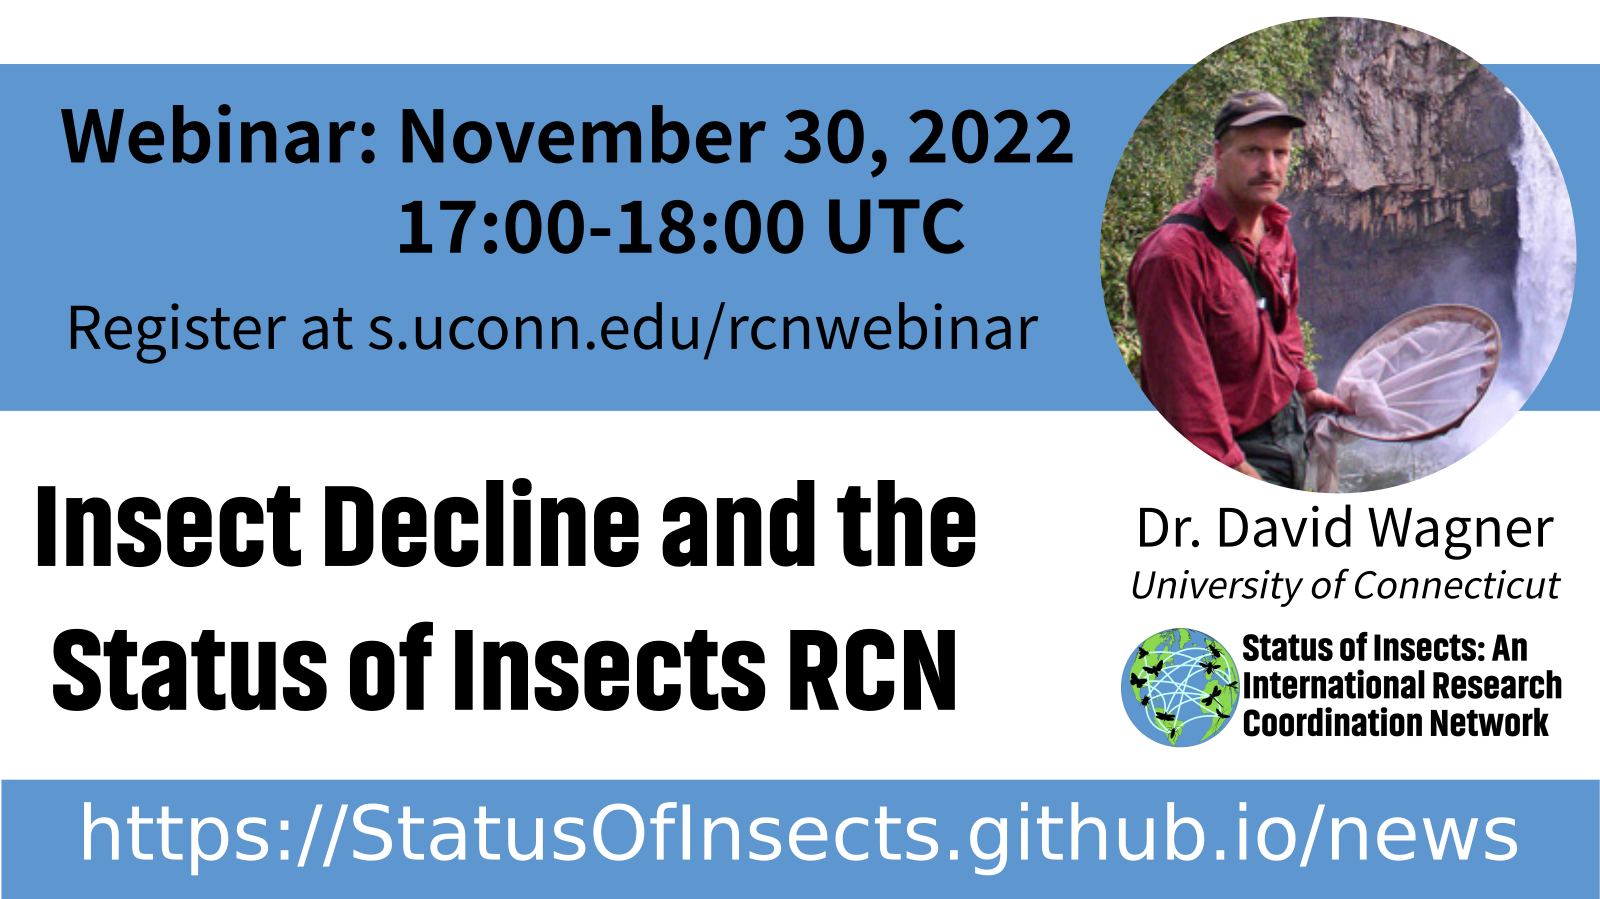 Webinar: November 30, 2022
17:00-18:00 UTC
Register at s.uconn.edu/rcnwebinar
Insect Decline and the
Status of Insects RCN
Dr. David Wagner
University of Connecticut
Status of Insects: An
International Research
Coordination Network
https://StatusOfInsects.github.io/news